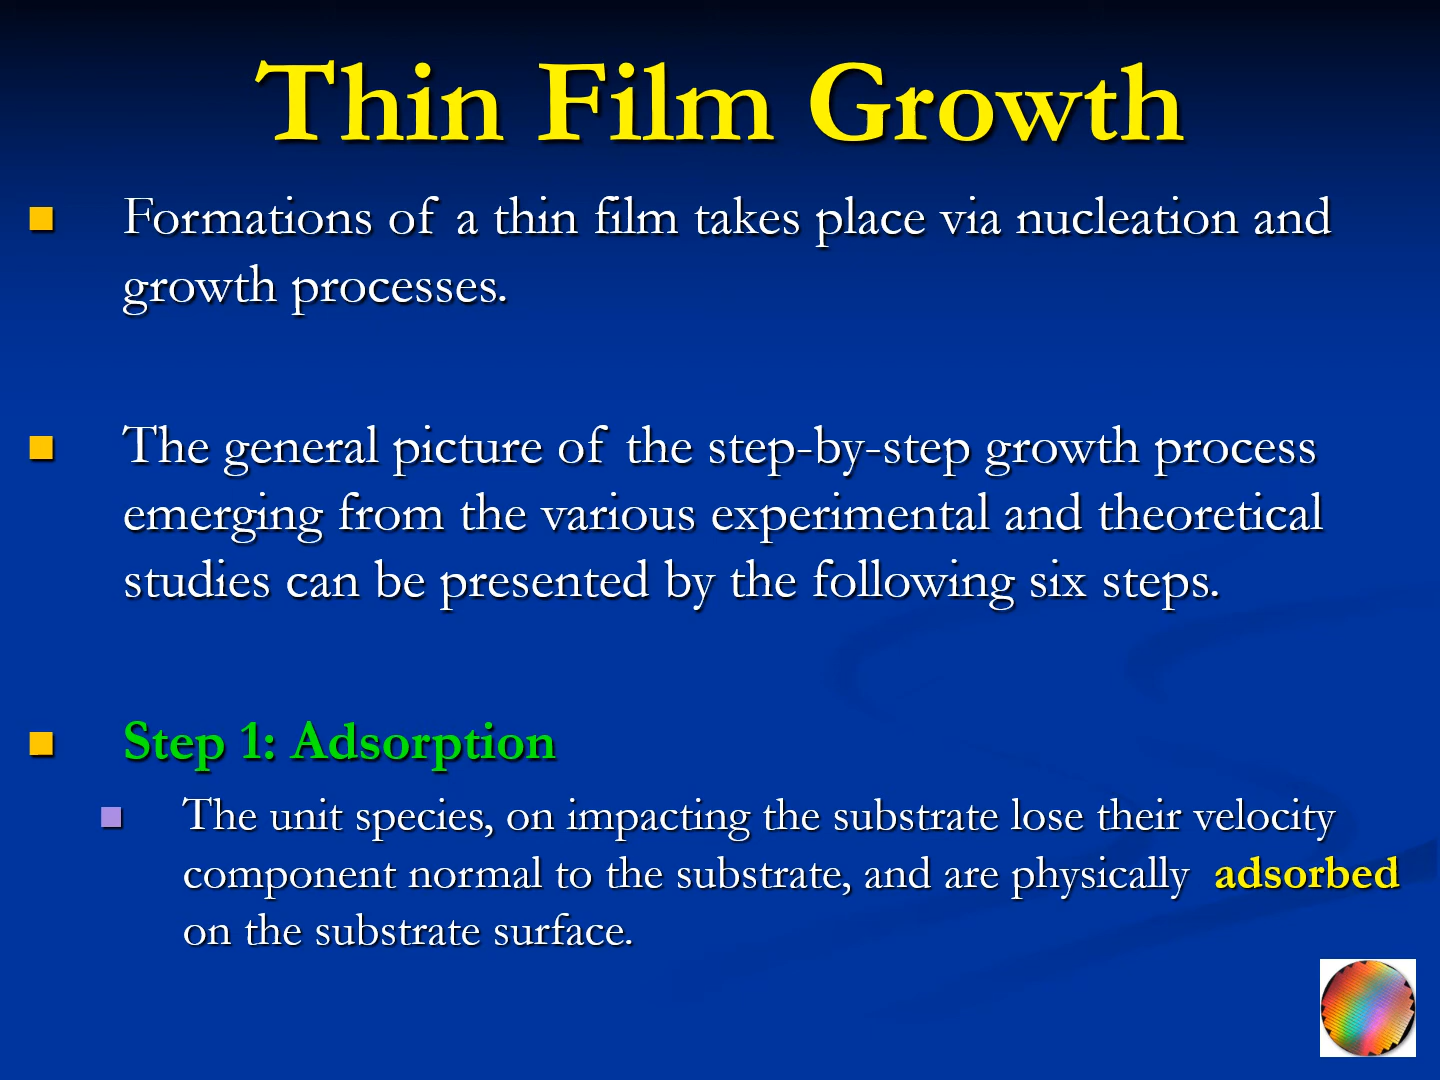 Thin Film Growth
Formations of a thin film takes place via nucleation and
growth processes.
The general picture of the step-by-step growth process
emerging from the various experimental and theoretical
studies can be presented by the following six steps.
Step 1: Adsorption
The unit species, on impacting the substrate lose their velocity
component normal to the substrate, and are physically adsorbed
on the substrate surface.